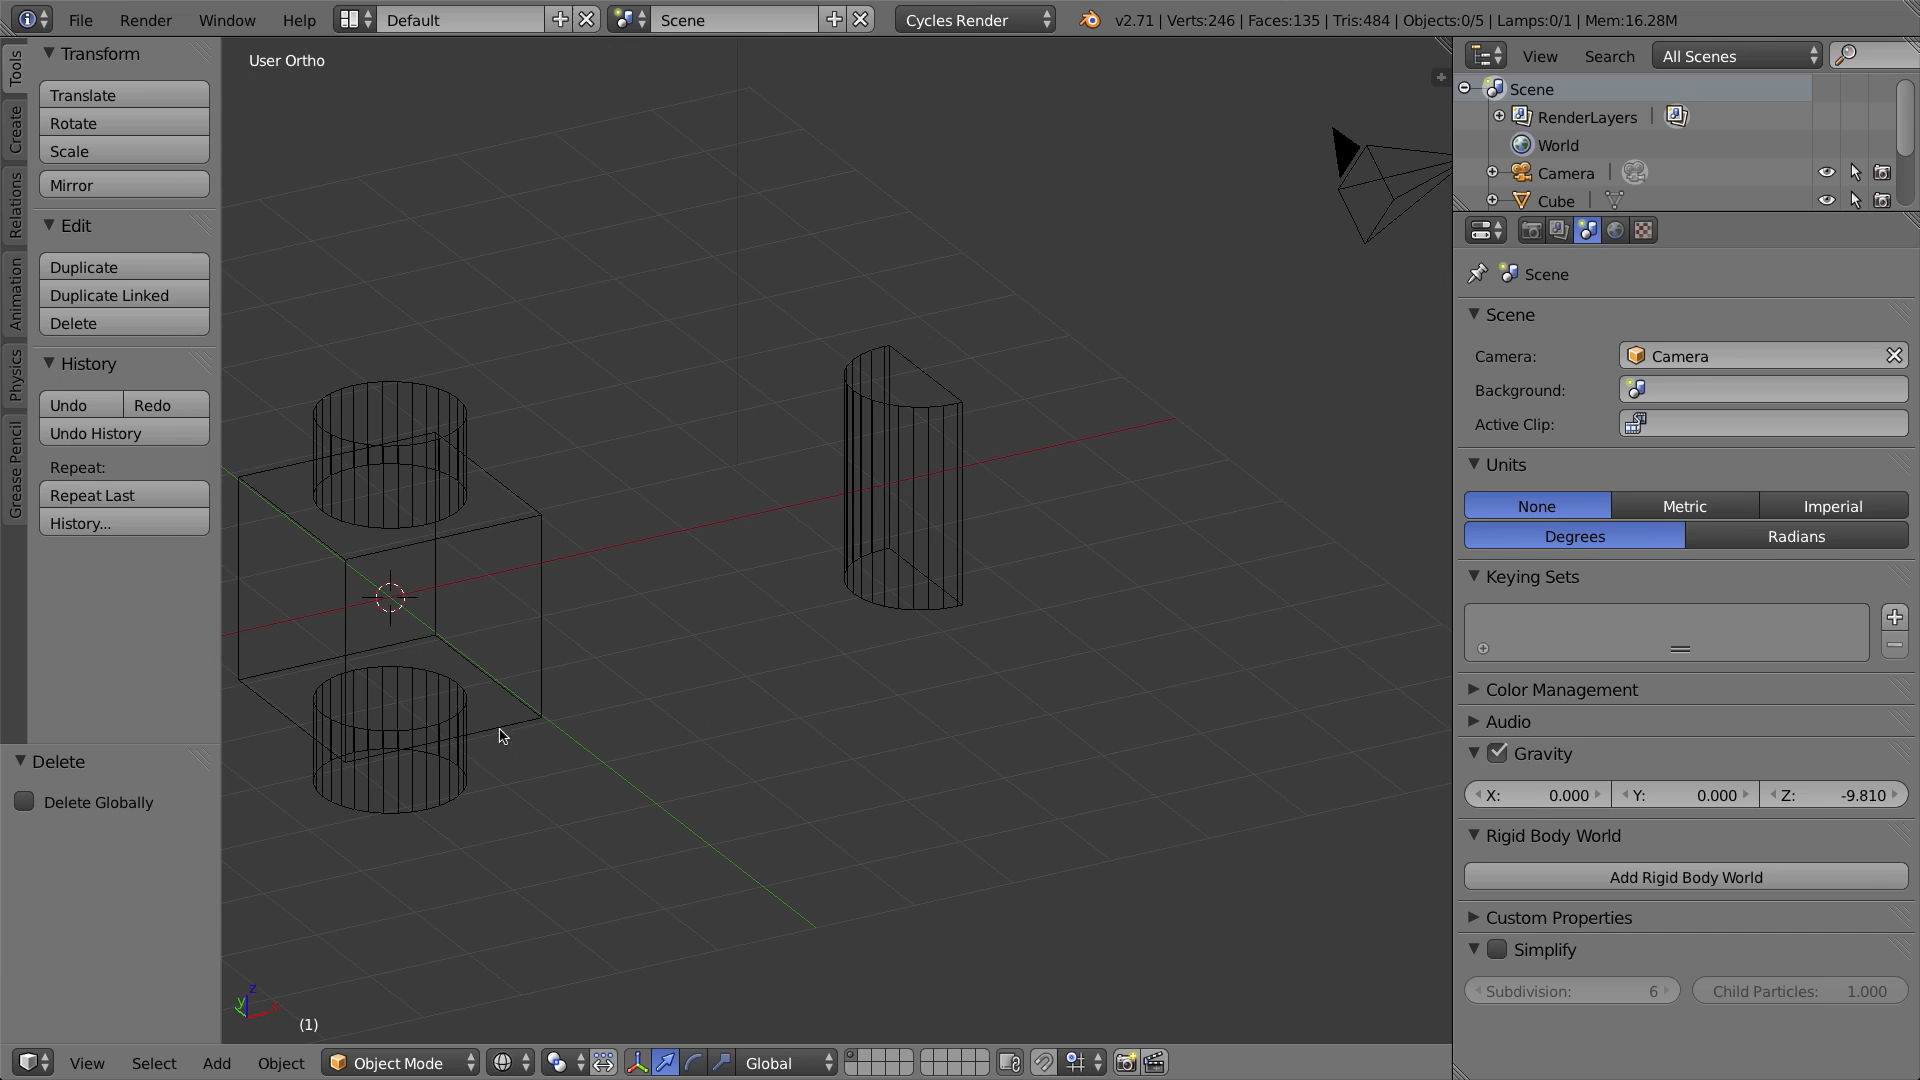 File Render Window Help Default Scene Cycles Render v2.71 | Verts:246 | Faces:135 | Tris:484 | Objects:0/5 | Lamps:0/1 | Mem:16.28M
Tools
Create
Relations
Animation
Physics
Grease Pencil
Transform
Translate
Rotate
Scale
Mirror
Edit
Duplicate
Duplicate Linked
Delete
History
Undo Redo
Undo History
Repeat:
Repeat Last
History...
Delete
Delete Globally
User Ortho
z
y
x
(1)
View Select Add Object Object Mode Global
View Search All Scenes
Scene
RenderLayers |
World
Camera |
Cube |
Scene
Scene
Camera: Camera
Background:
Active Clip:
Units
None Metric Imperial
Degrees Radians
Keying Sets
Color Management
Audio
Gravity
X: 0.000 Y: 0.000 Z: -9.810
Rigid Body World
Add Rigid Body World
Custom Properties
Simplify
Subdivision: 6 Child Particles: 1.000